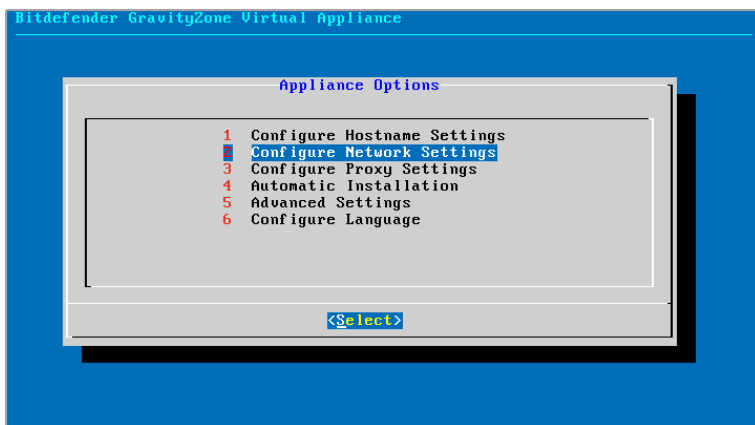 Bitdefender GravityZone Virtual Appliance
Appliance Options
1 Configure Hostname Settings
2 Configure Network Settings
3 Configure Proxy Settings
4 Automatic Installation
5 Advanced Settings
6 Configure Language
<Select>